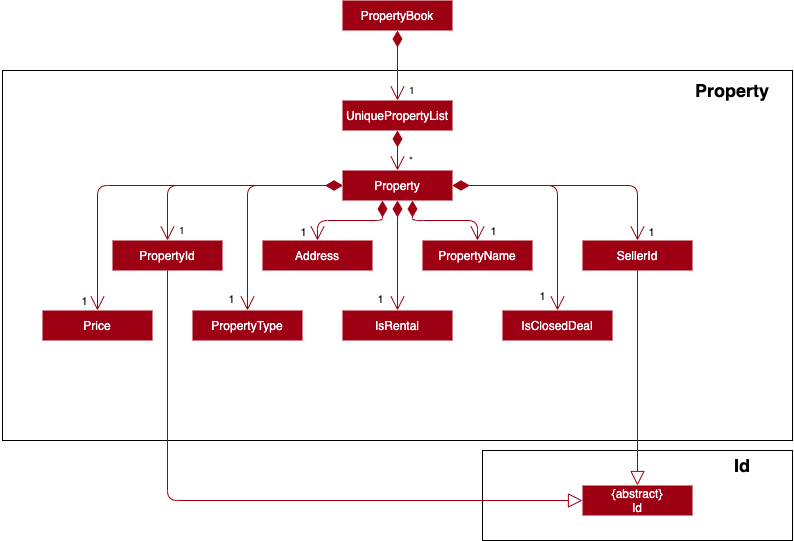 PropertyBook
1
Property
UniquePropertyList
*
Property
1
PropertyId
1
Address
1
PropertyName
1
SellerId
1
Price
1
PropertyType
1
IsRental
1
IsClosedDeal
Id
{abstract}
Id